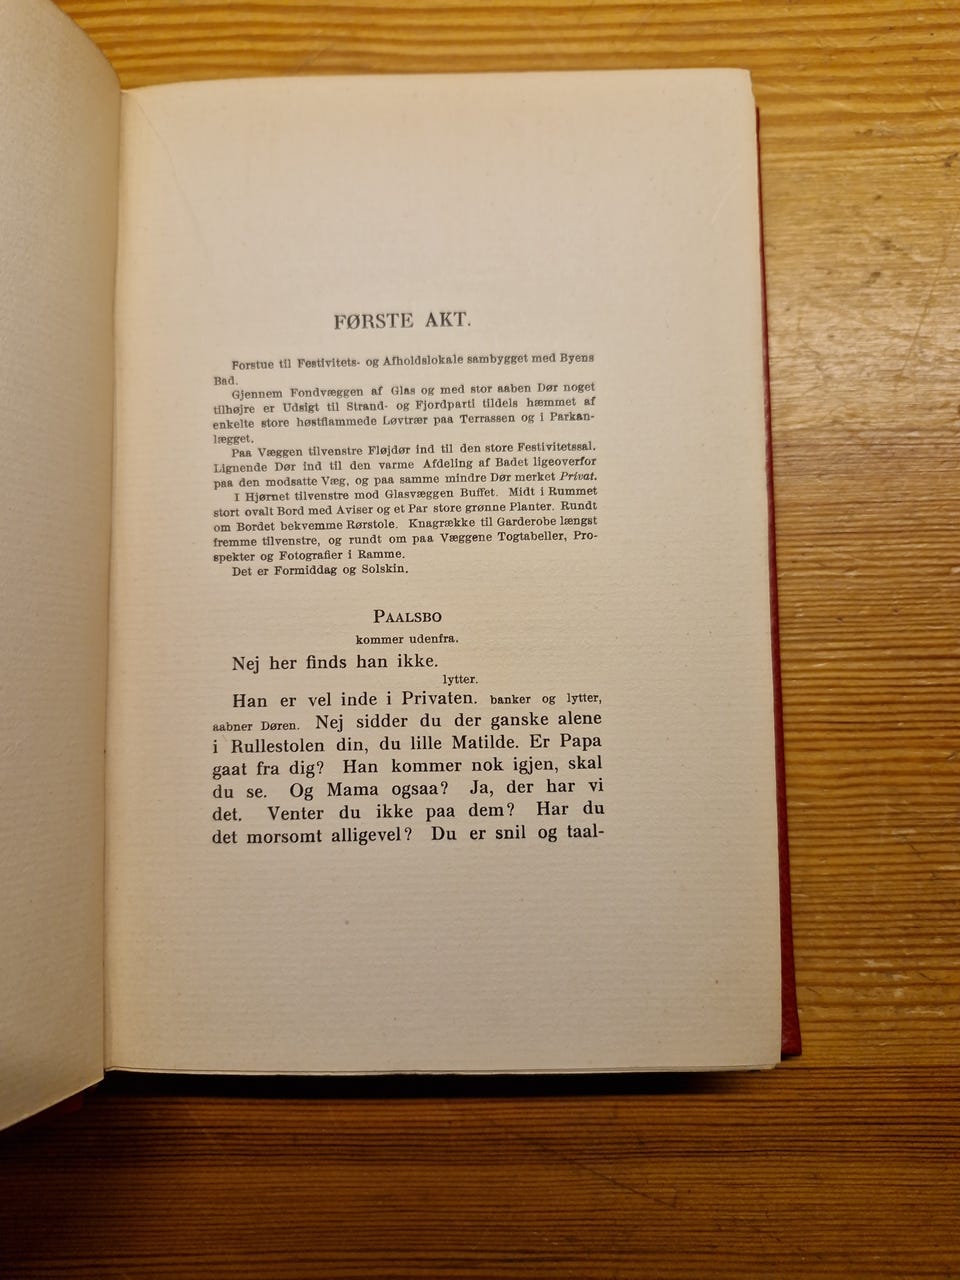 FØRSTE AKT.
Forstue til Festivitets- og Afholdslokale sambygget med Byens
Bad.
Gjennem Fondvæggen af Glas og med stor aaben Dør noget
tilhøjre er Udsigt til Strand- og Fjordparti tildels hæmmet af
enkelte store høstflammede Løvtrær paa Terrassen og i Parkan-
lægget.
Paa Væggen tilvenstre Fløjdør ind til den store Festivitetssal.
Lignende Dør ind til den varme Afdeling af Badet ligeoverfor
paa den modsatte Væg, og paa samme mindre Dør merket Privat.
I Hjørnet tilvenstre mod Glasvæggen Buffet. Midt i Rummet
stort ovalt Bord med Aviser og et Par store grønne Planter. Rundt
om Bordet bekvemme Rørstole. Knagrække til Garderobe længst
fremme tilvenstre, og rundt om paa Væggene Togtabeller, Pro-
spekter og Fotografier i Ramme.
Det er Formiddag og Solskin.
PAALSBO
kommer udenfra.
Nej her finds han ikke.
lytter.
Han er vel inde i Privaten. banker og lytter,
aabner Døren. Nej sidder du der ganske alene
i Rullestolen din, du lille Matilde. Er Papa
gaat fra dig? Han kommer nok igjen, skal
du se. Og Mama ogsaa? Ja, der har vi
det. Venter du ikke paa dem? Har du
det morsomt alligevel? Du er snil og taal-